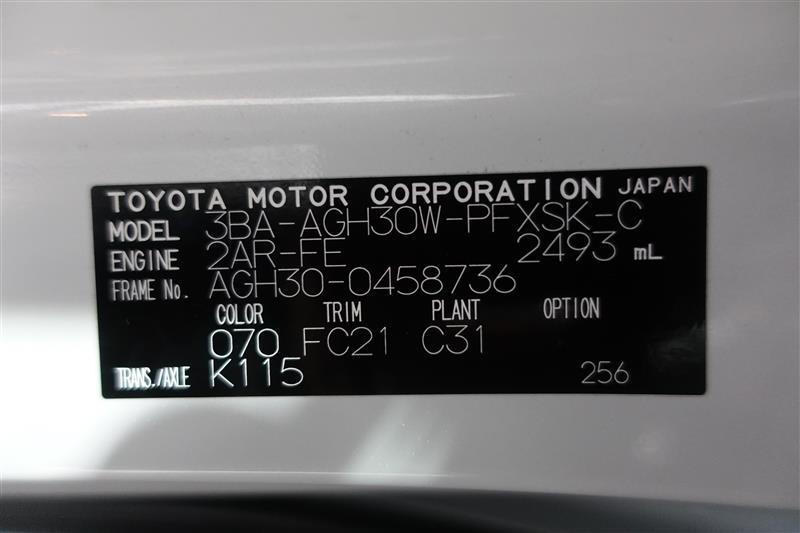 TOYOTA MOTOR CORPORATION JAPAN
MODEL 3BA-AGH30W-PFXSK-C
ENGINE 2AR-FE 2493 mL
FRAME No. AGH30-0458736
COLOR TRIM PLANT OPTION
070 FC21 C31
TRANS./AXLE K115 256